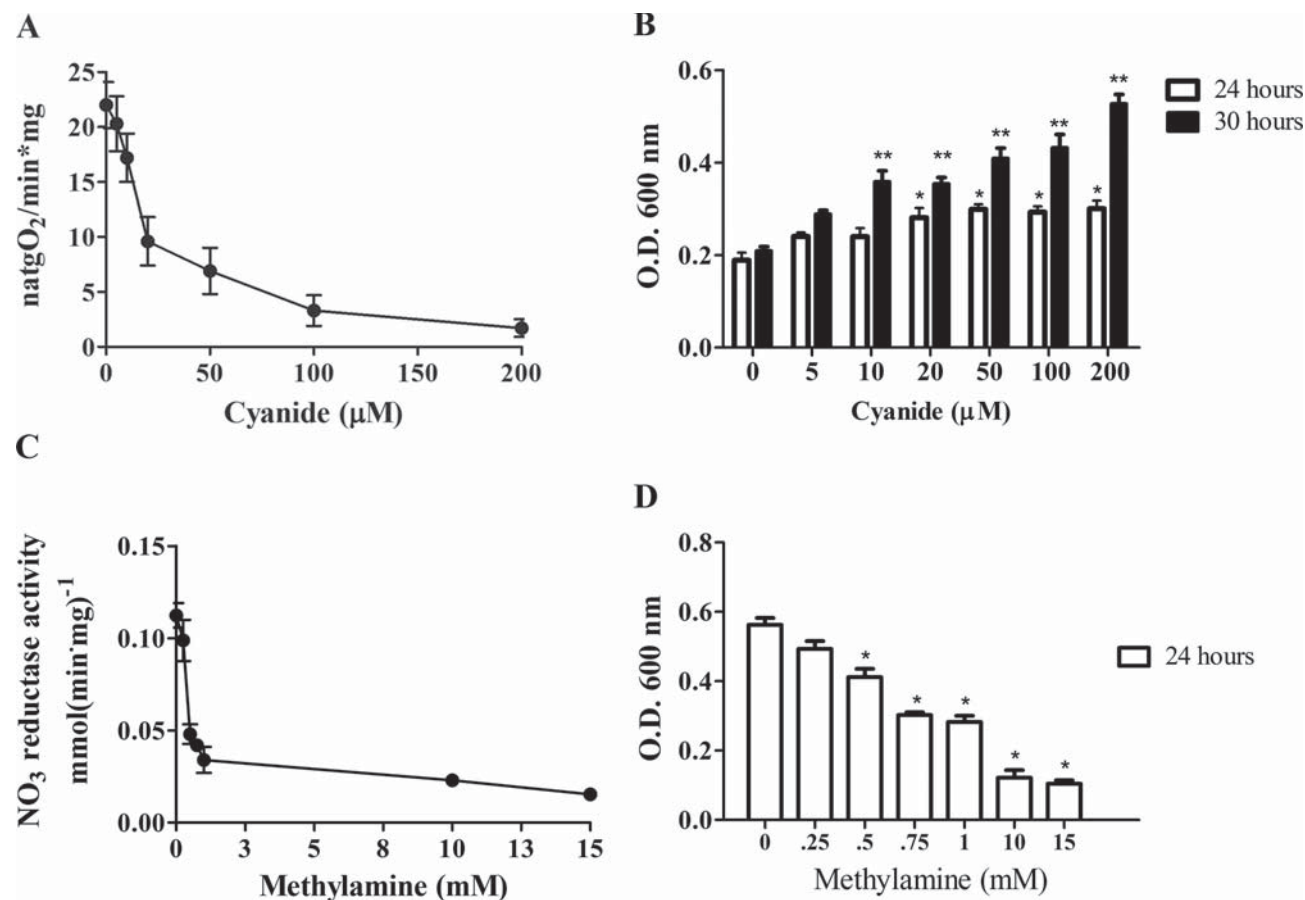 A
natgO2/min*mg
25
20
15
10
5
0
0 50 100 150 200
Cyanide (μM)
B
O.D. 600 nm
0.6
0.4
0.2
0.0
** ** ** ** **
* * * *
0 5 10 20 50 100 200
Cyanide (μM)
24 hours
30 hours
C
NO3 reductase activity
mmol(min·mg)-1
0.15
0.10
0.05
0.00
0 3 5 8 10 13 15
Methylamine (mM)
D
O.D. 600 nm
0.8
0.6
0.4
0.2
0.0
* * * * *
0 .25 .5 .75 1 10 15
Methylamine (mM)
24 hours